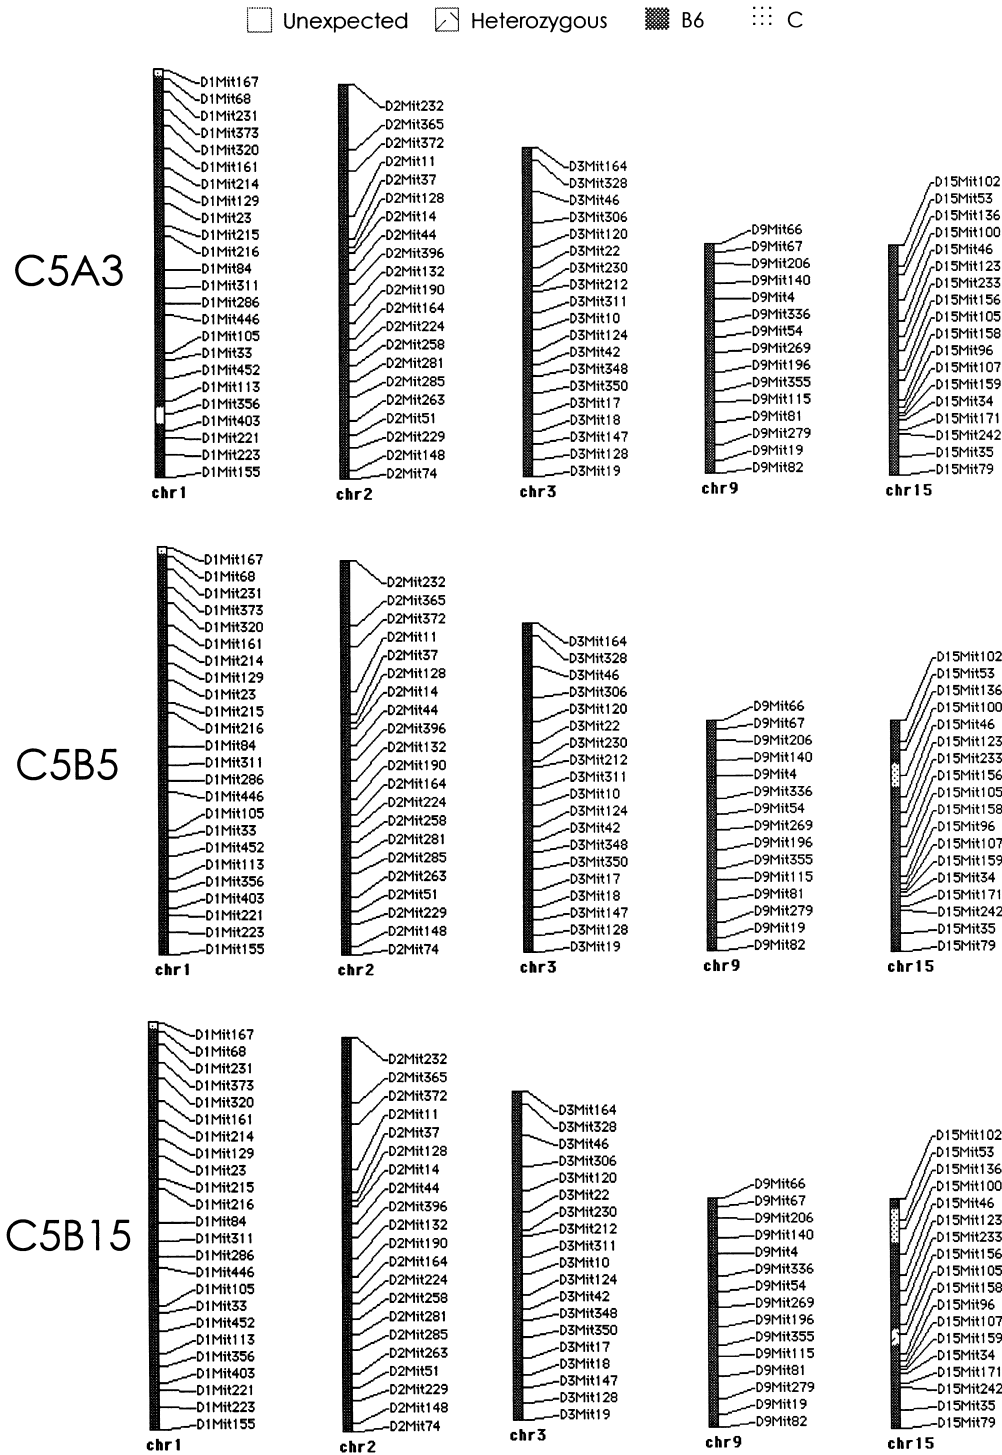 Unexpected Heterozygous B6 C
C5A3
D1Mit167
D1Mit68
D1Mit231
D1Mit373
D1Mit320
D1Mit161
D1Mit214
D1Mit129
D1Mit23
D1Mit215
D1Mit216
D1Mit84
D1Mit311
D1Mit286
D1Mit446
D1Mit105
D1Mit33
D1Mit452
D1Mit113
D1Mit356
D1Mit403
D1Mit221
D1Mit223
D1Mit155
chr1
D2Mit232
D2Mit365
D2Mit372
D2Mit11
D2Mit37
D2Mit128
D2Mit14
D2Mit44
D2Mit396
D2Mit132
D2Mit190
D2Mit164
D2Mit224
D2Mit258
D2Mit281
D2Mit285
D2Mit263
D2Mit51
D2Mit229
D2Mit148
D2Mit74
chr2
D3Mit164
D3Mit328
D3Mit46
D3Mit306
D3Mit120
D3Mit22
D3Mit230
D3Mit212
D3Mit311
D3Mit10
D3Mit124
D3Mit42
D3Mit348
D3Mit350
D3Mit17
D3Mit18
D3Mit147
D3Mit128
D3Mit19
chr3
D9Mit66
D9Mit67
D9Mit206
D9Mit140
D9Mit4
D9Mit336
D9Mit54
D9Mit269
D9Mit196
D9Mit355
D9Mit115
D9Mit81
D9Mit279
D9Mit19
D9Mit82
chr9
D15Mit102
D15Mit53
D15Mit136
D15Mit100
D15Mit46
D15Mit123
D15Mit233
D15Mit156
D15Mit105
D15Mit158
D15Mit96
D15Mit107
D15Mit159
D15Mit34
D15Mit171
D15Mit242
D15Mit35
D15Mit79
chr15
C5B5
D1Mit167
D1Mit68
D1Mit231
D1Mit373
D1Mit320
D1Mit161
D1Mit214
D1Mit129
D1Mit23
D1Mit215
D1Mit216
D1Mit84
D1Mit311
D1Mit286
D1Mit446
D1Mit105
D1Mit33
D1Mit452
D1Mit113
D1Mit356
D1Mit403
D1Mit221
D1Mit223
D1Mit155
chr1
D2Mit232
D2Mit365
D2Mit372
D2Mit11
D2Mit37
D2Mit128
D2Mit14
D2Mit44
D2Mit396
D2Mit132
D2Mit190
D2Mit164
D2Mit224
D2Mit258
D2Mit281
D2Mit285
D2Mit263
D2Mit51
D2Mit229
D2Mit148
D2Mit74
chr2
D3Mit164
D3Mit328
D3Mit46
D3Mit306
D3Mit120
D3Mit22
D3Mit230
D3Mit212
D3Mit311
D3Mit10
D3Mit124
D3Mit42
D3Mit348
D3Mit350
D3Mit17
D3Mit18
D3Mit147
D3Mit128
D3Mit19
chr3
D9Mit66
D9Mit67
D9Mit206
D9Mit140
D9Mit4
D9Mit336
D9Mit54
D9Mit269
D9Mit196
D9Mit355
D9Mit115
D9Mit81
D9Mit279
D9Mit19
D9Mit82
chr9
D15Mit102
D15Mit53
D15Mit136
D15Mit100
D15Mit46
D15Mit123
D15Mit233
D15Mit156
D15Mit105
D15Mit158
D15Mit96
D15Mit107
D15Mit159
D15Mit34
D15Mit171
D15Mit242
D15Mit35
D15Mit79
chr15
C5B15
D1Mit167
D1Mit68
D1Mit231
D1Mit373
D1Mit320
D1Mit161
D1Mit214
D1Mit129
D1Mit23
D1Mit215
D1Mit216
D1Mit84
D1Mit311
D1Mit286
D1Mit446
D1Mit105
D1Mit33
D1Mit452
D1Mit113
D1Mit356
D1Mit403
D1Mit221
D1Mit223
D1Mit155
chr1
D2Mit232
D2Mit365
D2Mit372
D2Mit11
D2Mit37
D2Mit128
D2Mit14
D2Mit44
D2Mit396
D2Mit132
D2Mit190
D2Mit164
D2Mit224
D2Mit258
D2Mit281
D2Mit285
D2Mit263
D2Mit51
D2Mit229
D2Mit148
D2Mit74
chr2
D3Mit164
D3Mit328
D3Mit46
D3Mit306
D3Mit120
D3Mit22
D3Mit230
D3Mit212
D3Mit311
D3Mit10
D3Mit124
D3Mit42
D3Mit348
D3Mit350
D3Mit17
D3Mit18
D3Mit147
D3Mit128
D3Mit19
chr3
D9Mit66
D9Mit67
D9Mit206
D9Mit140
D9Mit4
D9Mit336
D9Mit54
D9Mit269
D9Mit196
D9Mit355
D9Mit115
D9Mit81
D9Mit279
D9Mit19
D9Mit82
chr9
D15Mit102
D15Mit53
D15Mit136
D15Mit100
D15Mit46
D15Mit123
D15Mit233
D15Mit156
D15Mit105
D15Mit158
D15Mit96
D15Mit107
D15Mit159
D15Mit34
D15Mit171
D15Mit242
D15Mit35
D15Mit79
chr15